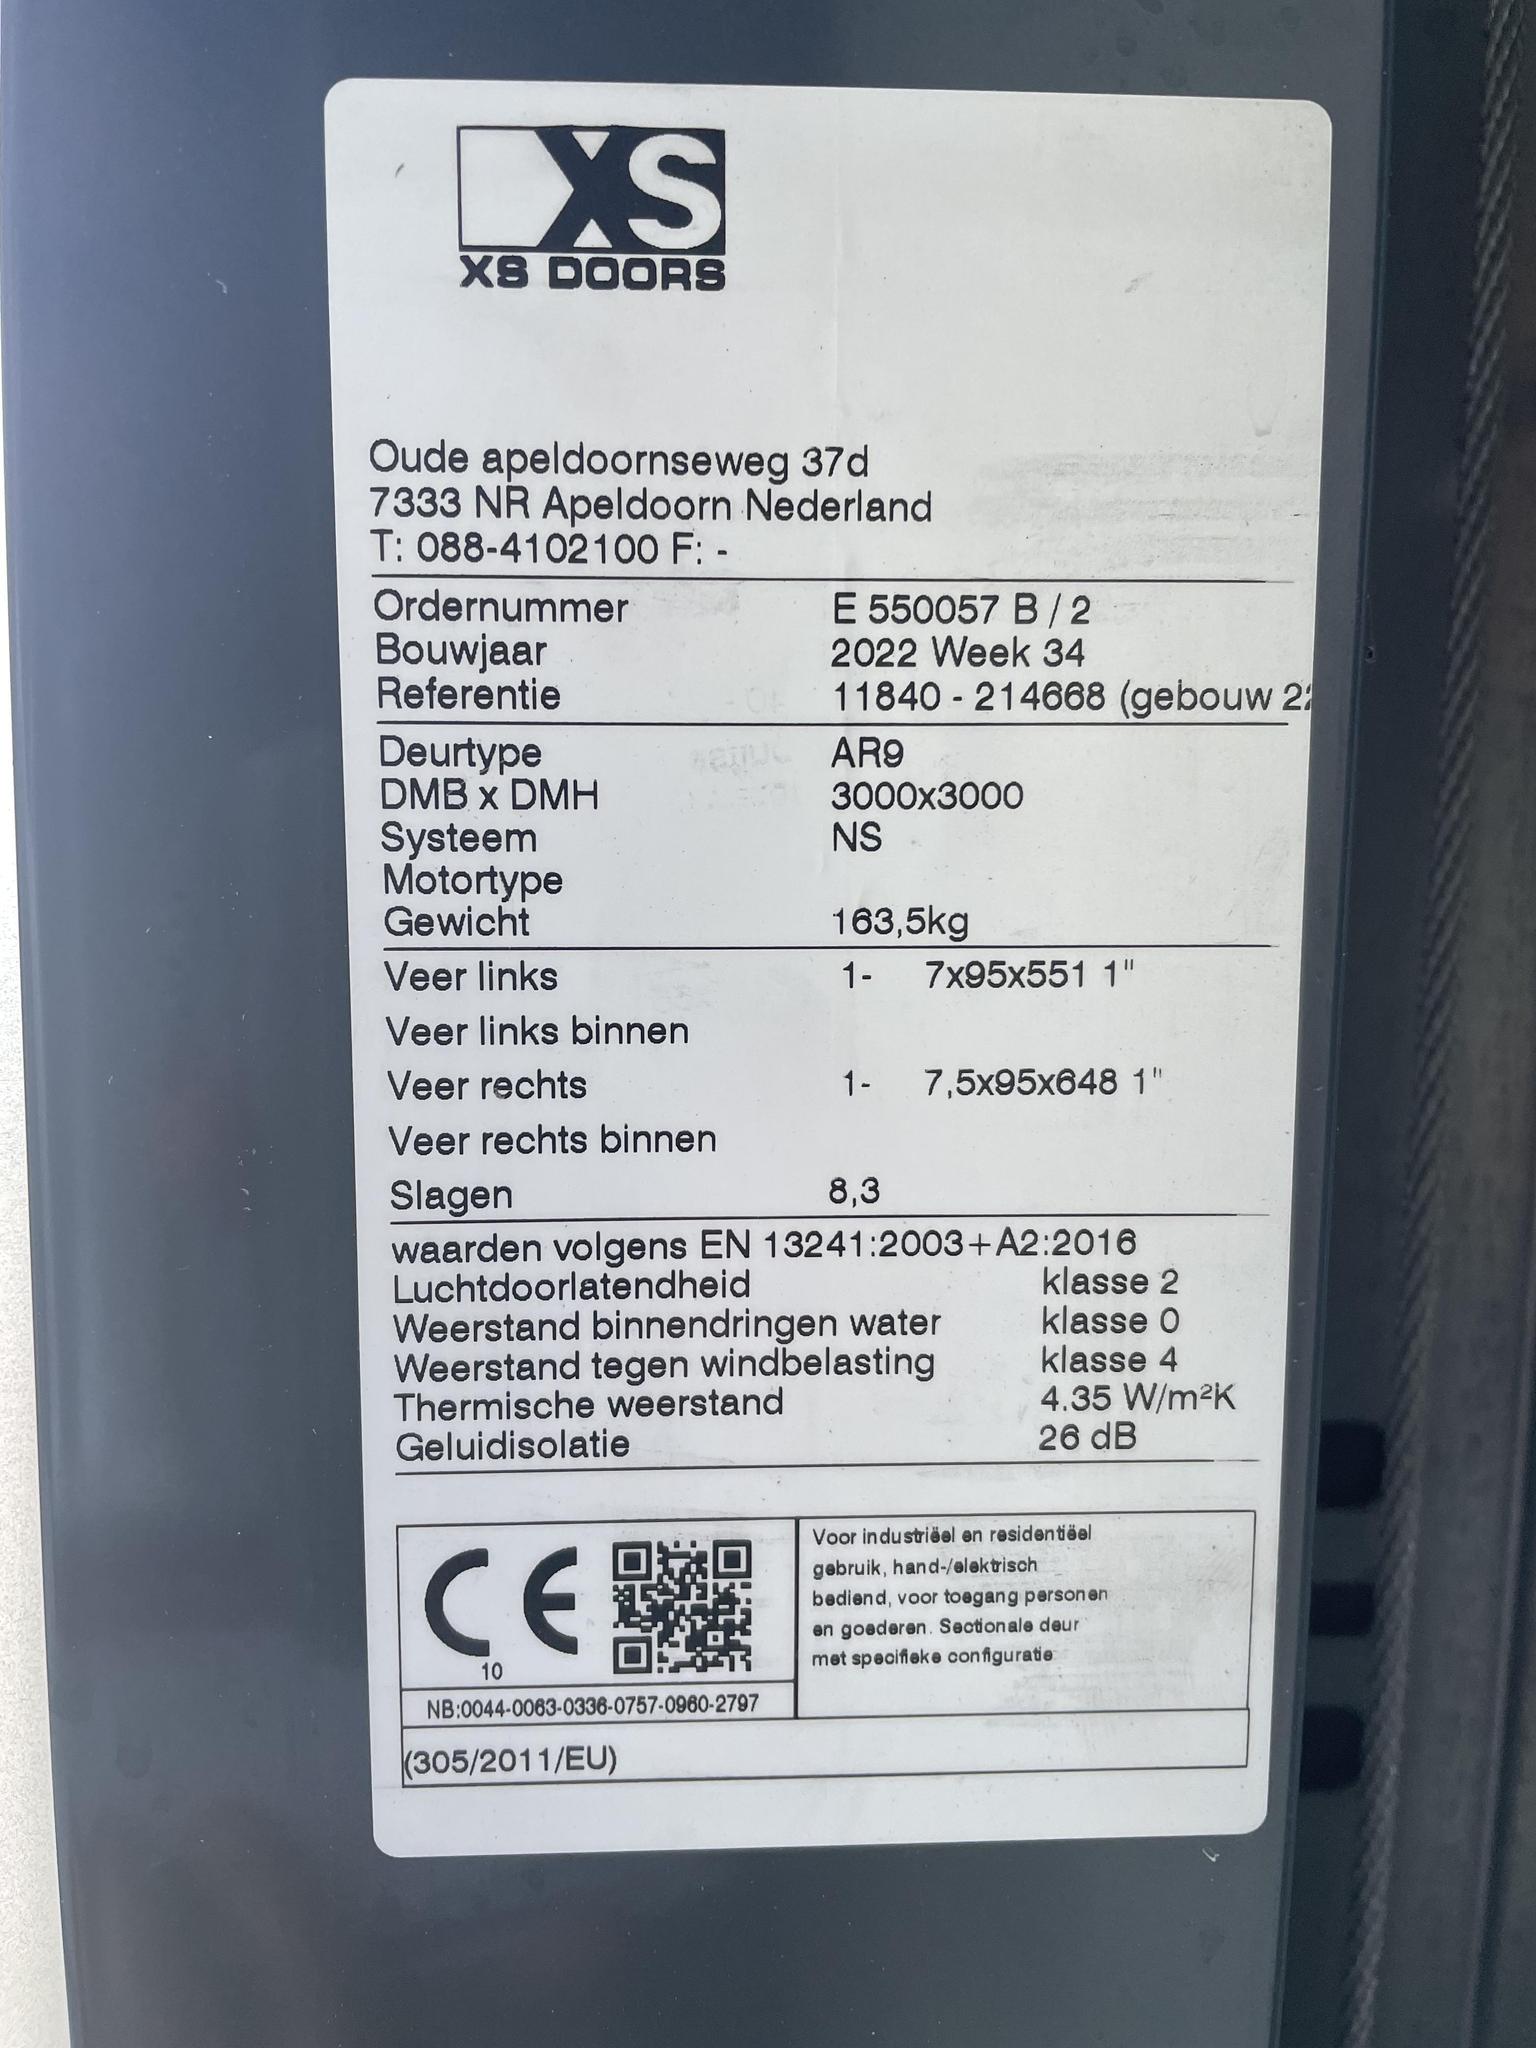 XS
XS DOORS
Oude apeldoornseweg 37d
7333 NR Apeldoorn Nederland
T: 088-4102100 F: -
Ordernummer E 550057 B / 2
Bouwjaar 2022 Week 34
Referentie 11840 - 214668 (gebouw 22
Deurtype AR9
DMB x DMH 3000x3000
Systeem NS
Motortype
Gewicht 163,5kg
Veer links 1- 7x95x551 1"
Veer links binnen
Veer rechts 1- 7,5x95x648 1"
Veer rechts binnen
Slagen 8,3
waarden volgens EN 13241:2003+A2:2016
Luchtdoorlatendheid klasse 2
Weerstand binnendringen water klasse 0
Weerstand tegen windbelasting klasse 4
Thermische weerstand 4.35 W/m²K
Geluidisolatie 26 dB
CE
10
NB:0044-0063-0336-0757-0960-2797
Voor industriëel en residentiëel
gebruik, hand-/elektrisch
bediend, voor toegang personen
en goederen. Sectionale deur
met specifieke configuratie
(305/2011/EU)